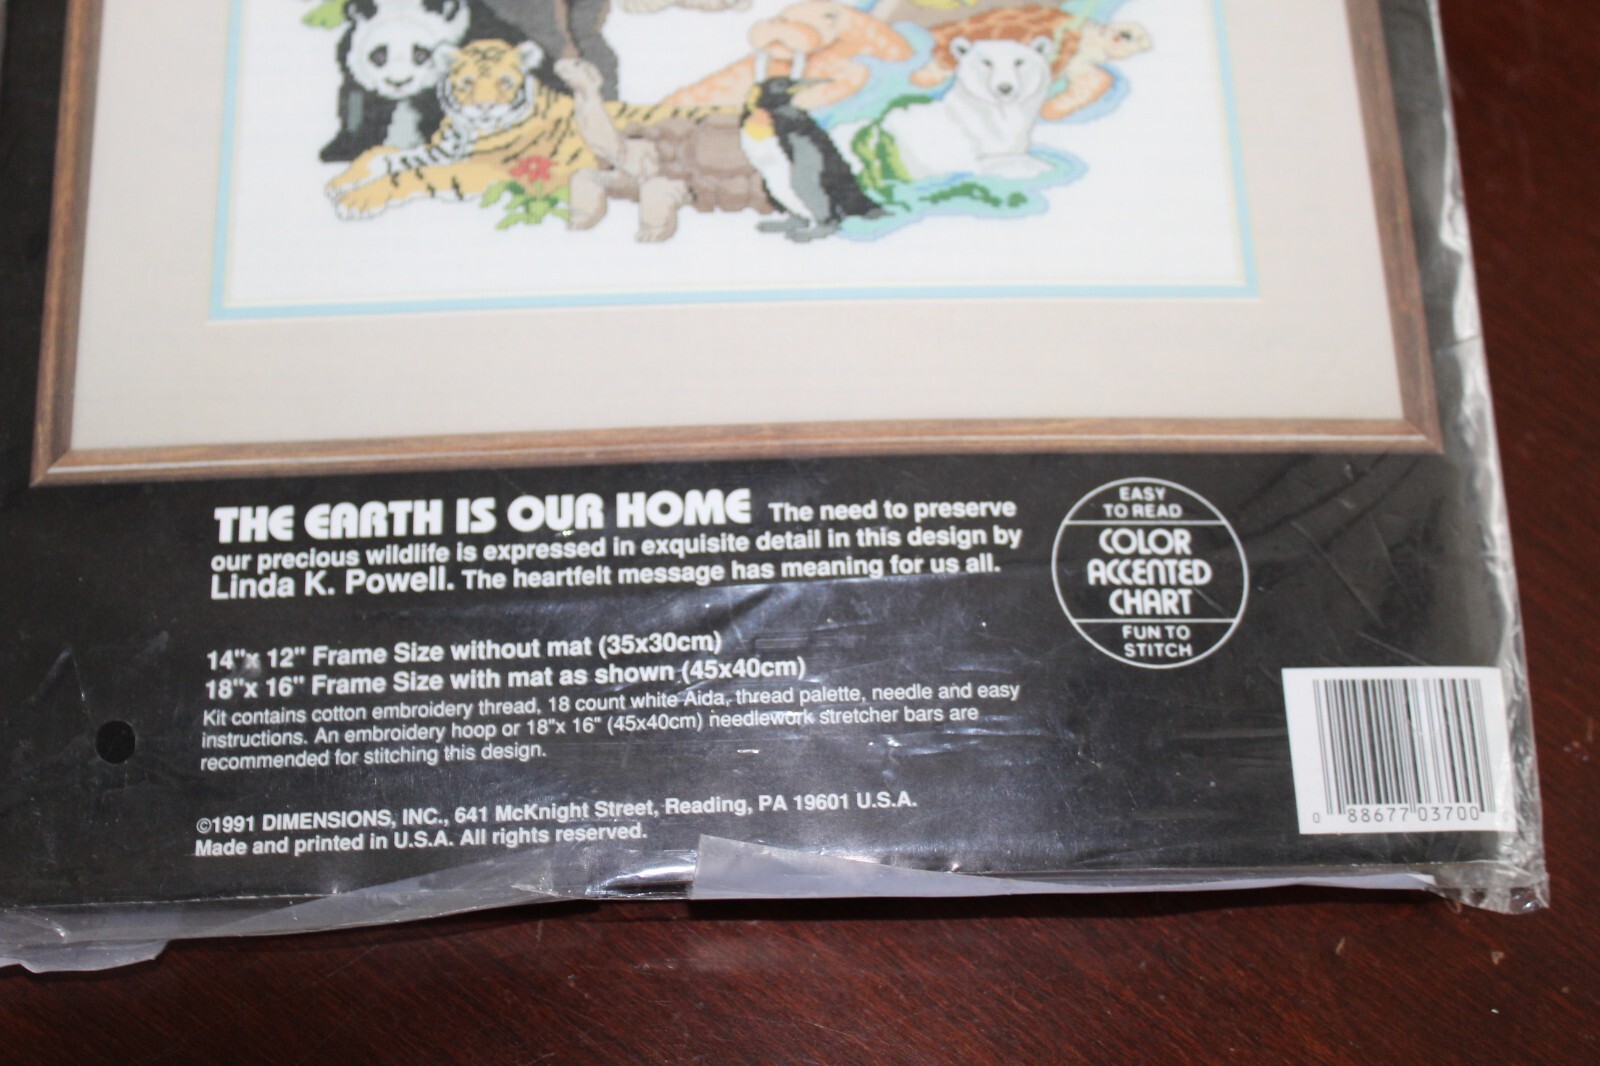 THE EARTH IS OUR HOME The need to preserve
our precious wildlife is expressed in exquisite detail in this design by
Linda K. Powell. The heartfelt message has meaning for us all.
14"x 12" Frame Size without mat (35x30cm)
18"x 16" Frame Size with mat as shown (45x40cm)
Kit contains cotton embroidery thread, 18 count white Aida, thread palette, needle and easy
instructions. An embroidery hoop or 18"x 16" (45x40cm) needlework stretcher bars are
recommended for stitching this design.
©1991 DIMENSIONS, INC., 641 McKnight Street, Reading, PA 19601 U.S.A.
Made and printed in U.S.A. All rights reserved.
EASY
TO READ
COLOR
ACCENTED
CHART
FUN TO
STITCH
0 88677 03700